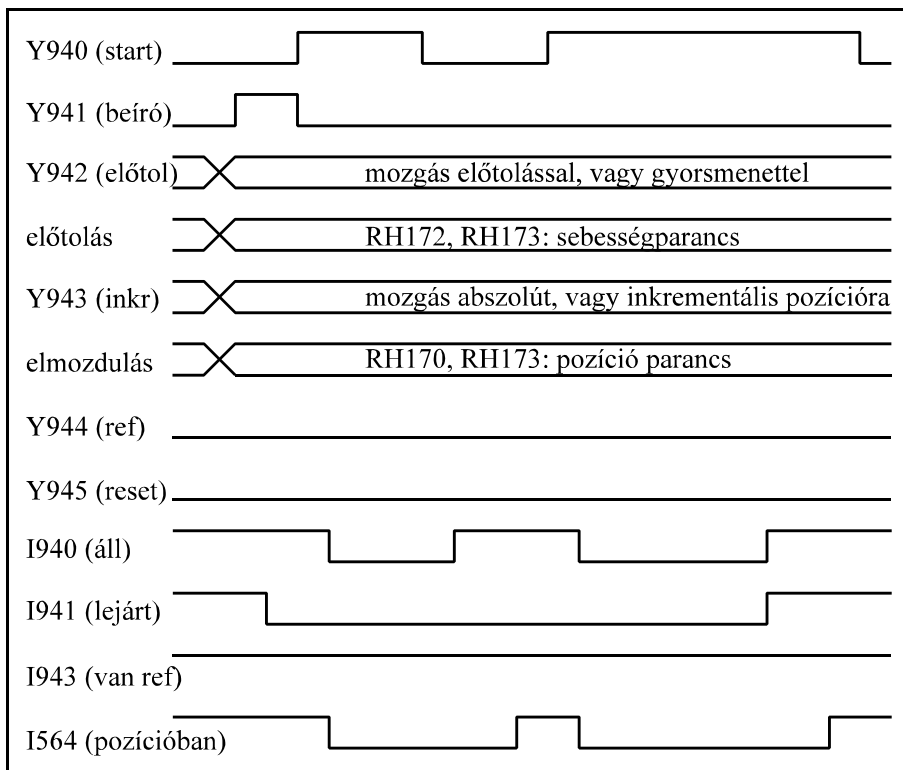 Y940 (start)
Y941 (beíró)
Y942 (előtol) mozgás előtolással, vagy gyorsmenettel
előtolás RH172, RH173: sebességparancs
Y943 (inkr) mozgás abszolút, vagy inkrementális pozícióra
elmozdulás RH170, RH173: pozíció parancs
Y944 (ref)
Y945 (reset)
I940 (áll)
I941 (lejárt)
I943 (van ref)
I564 (pozícióban)